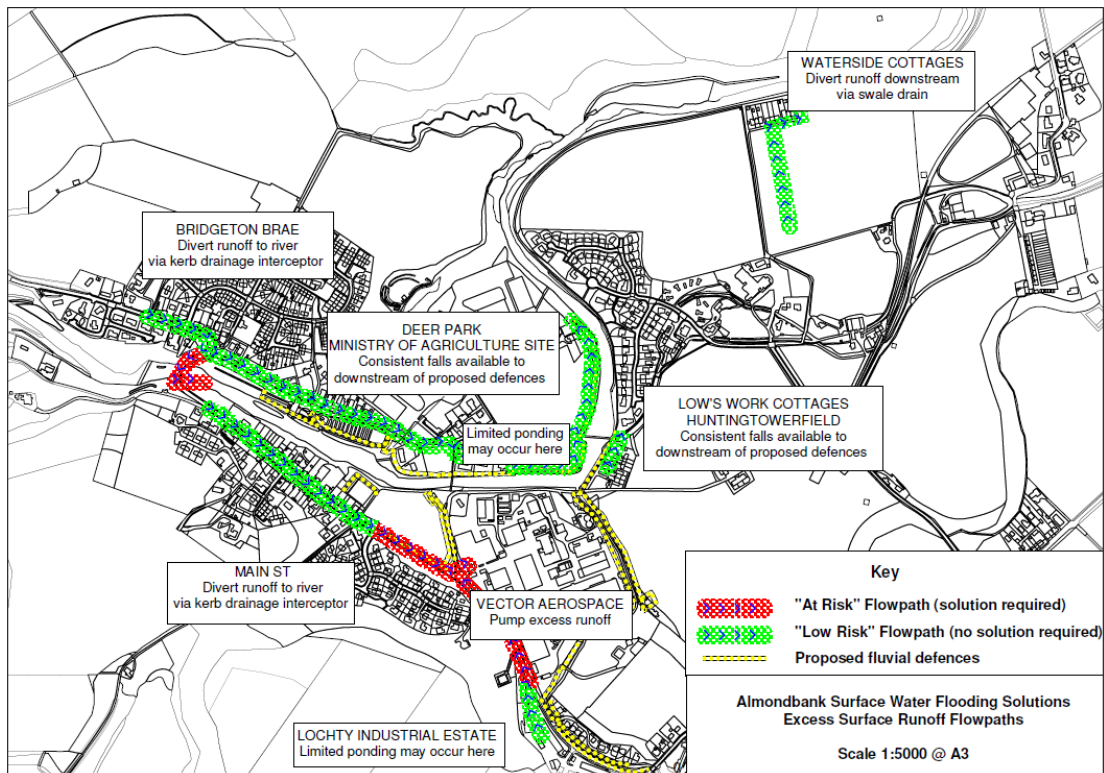 WATERSIDE COTTAGES
Divert runoff downstream
via swale drain
BRIDGETON BRAE
Divert runoff to river
via kerb drainage interceptor
DEER PARK
MINISTRY OF AGRICULTURE SITE
Consistent falls available to
downstream of proposed defences
LOW'S WORK COTTAGES
HUNTINGTOWERFIELD
Consistent falls available to
downstream of proposed defences
Limited ponding
may occur here
MAIN ST
Divert runoff to river
via kerb drainage interceptor
VECTOR AEROSPACE
Pump excess runoff
LOCHTY INDUSTRIAL ESTATE
Limited ponding may occur here
Key
"At Risk" Flowpath (solution required)
"Low Risk" Flowpath (no solution required)
Proposed fluvial defences
Almondbank Surface Water Flooding Solutions
Excess Surface Runoff Flowpaths
Scale 1:5000 @ A3